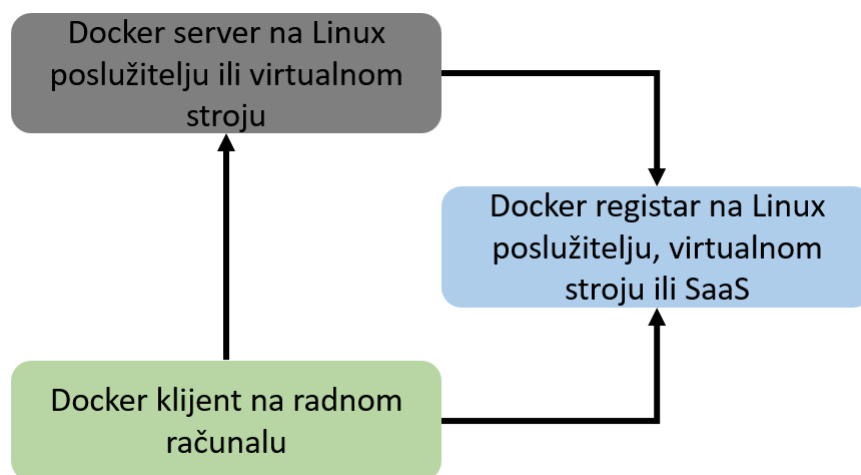 Docker server na Linux
poslužitelju ili virtualnom
stroju
Docker registar na Linux
poslužitelju, virtualnom
stroju ili SaaS
Docker klijent na radnom
računalu